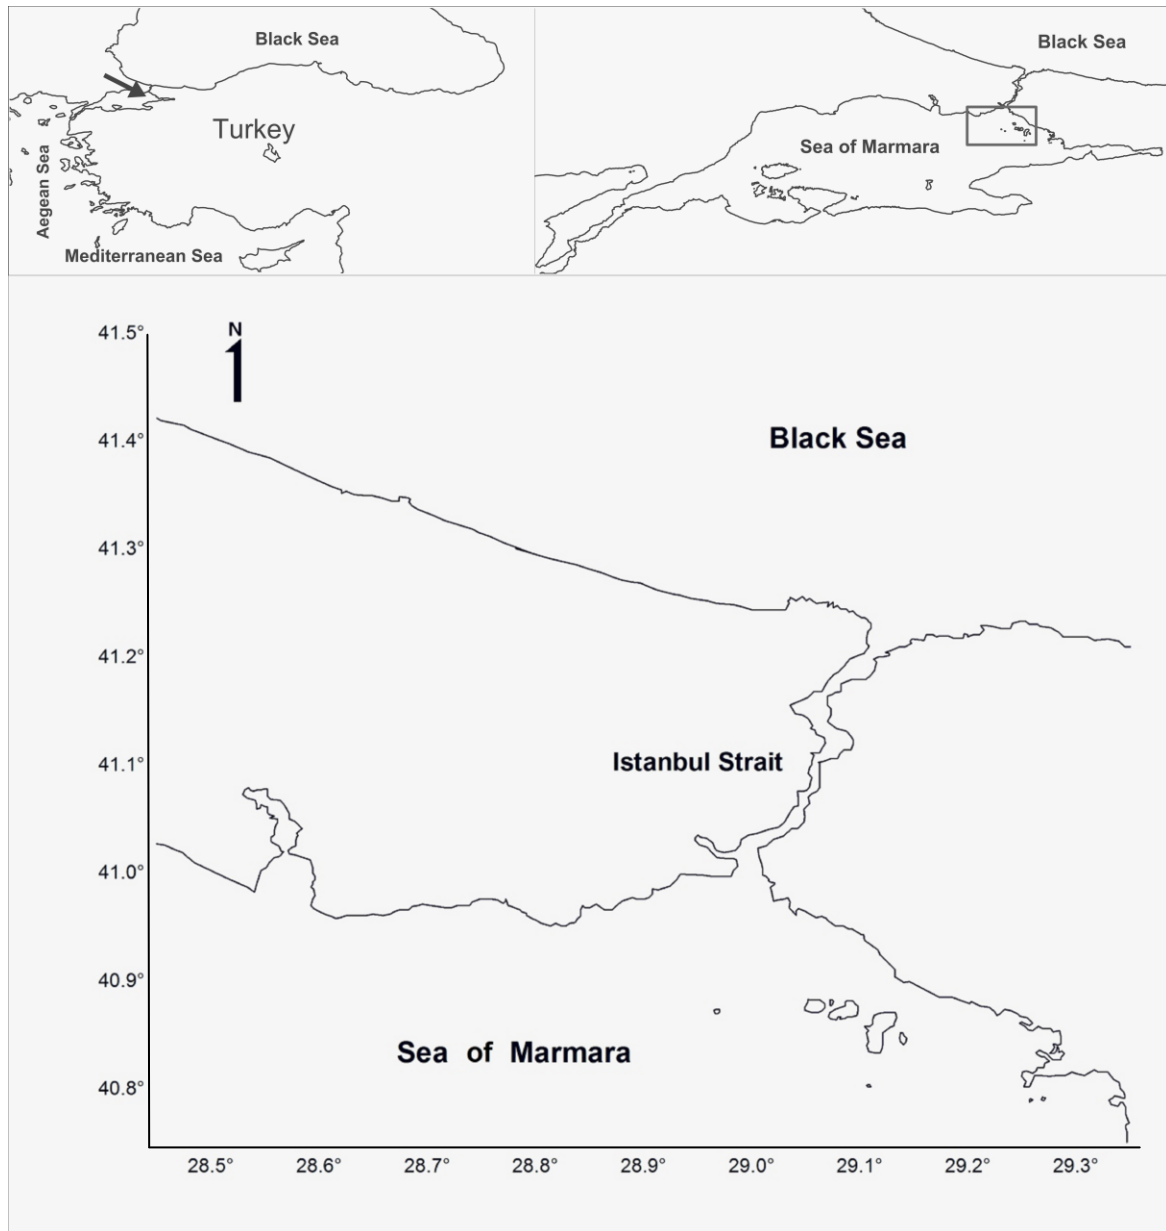 Black Sea
Turkey
Aegean Sea
Mediterranean Sea
Black Sea
Sea of Marmara
N
41.5°
41.4°
41.3°
41.2°
41.1°
41.0°
40.9°
40.8°
Black Sea
Istanbul Strait
Sea of Marmara
28.5° 28.6° 28.7° 28.8° 28.9° 29.0° 29.1° 29.2° 29.3°